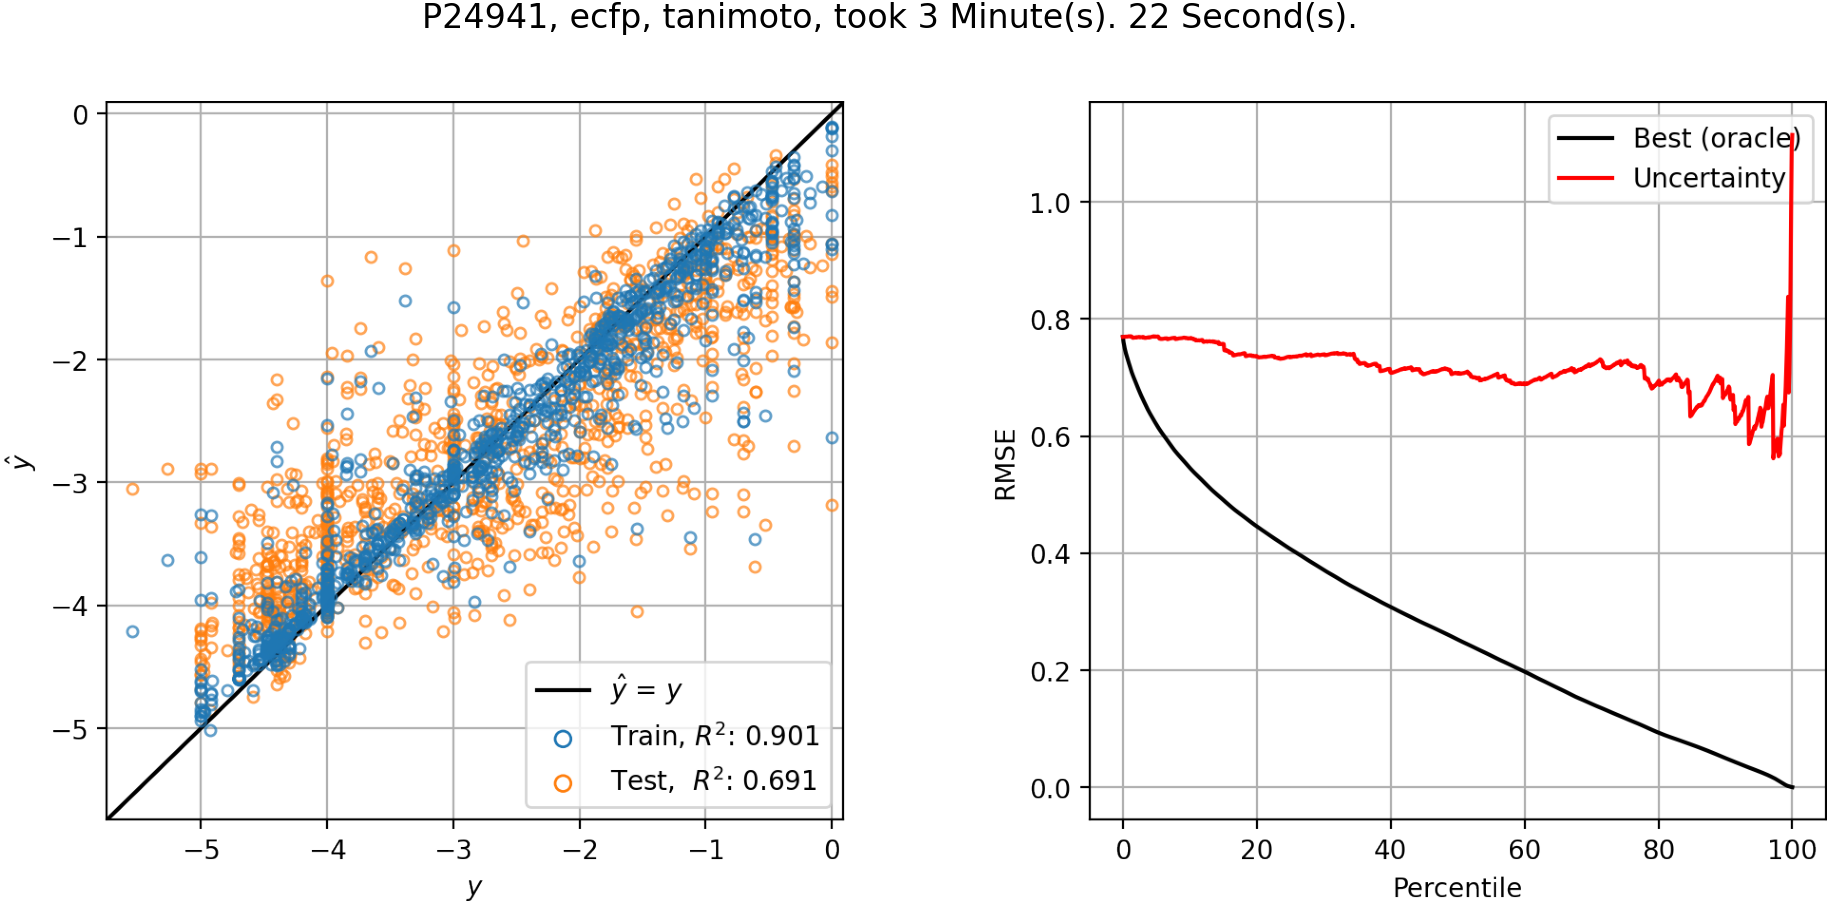 P24941, ecfp, tanimoto, took 3 Minute(s). 22 Second(s).
0
−1
−2
−3
−4
−5
ŷ
−5
−4
−3
−2
−1
0
y
ŷ = y
Train, R²: 0.901
Test, R²: 0.691
1.0
0.8
0.6
0.4
0.2
0.0
RMSE
0
20
40
60
80
100
Percentile
Best (oracle)
Uncertainty